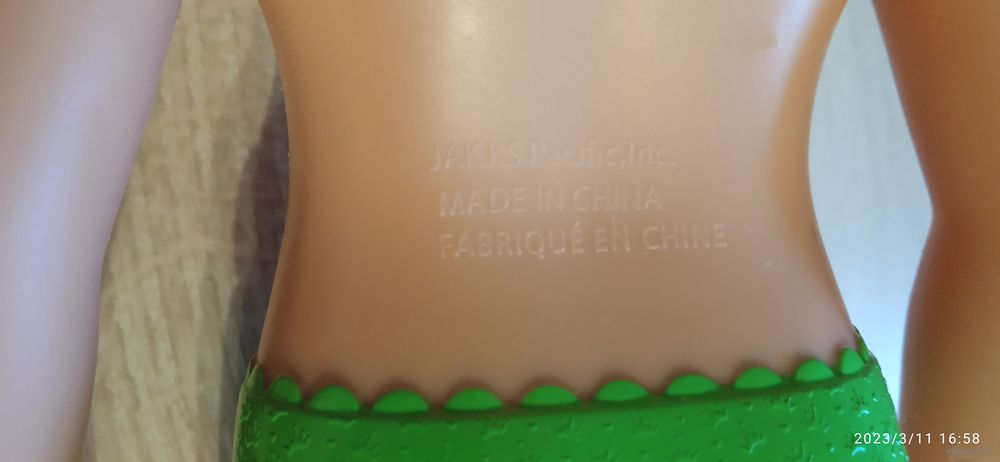 JAKKS Pacific,Inc.
MADE IN CHINA
FABRIQUÉ EN CHINE
2023/3/11 16:58